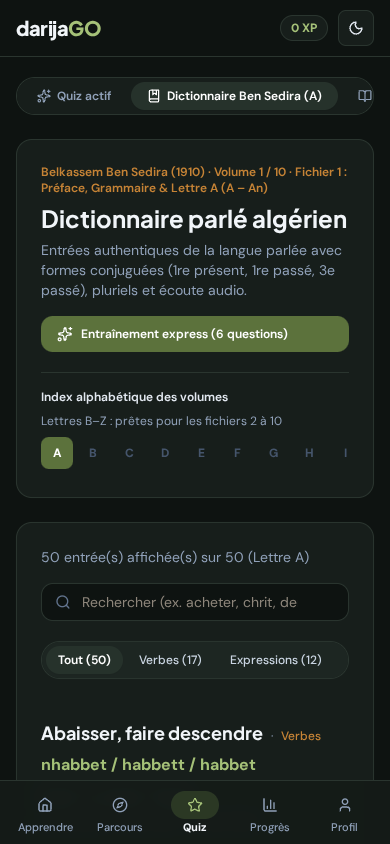 darijaGO
0 XP
Quiz actif
Dictionnaire Ben Sedira (A)
Belkassem Ben Sedira (1910) · Volume 1 / 10 · Fichier 1 :
Préface, Grammaire & Lettre A (A – An)
Dictionnaire parlé algérien
Entrées authentiques de la langue parlée avec
formes conjuguées (1re présent, 1re passé, 3e
passé), pluriels et écoute audio.
Entraînement express (6 questions)
Index alphabétique des volumes
Lettres B–Z : prêtes pour les fichiers 2 à 10
A B C D E F G H I
50 entrée(s) affichée(s) sur 50 (Lettre A)
Rechercher (ex. acheter, chrit, de
Tout (50) Verbes (17) Expressions (12)
Abaisser, faire descendre · Verbes
nhabbet / habbett / habbet
Apprendre Parcours Quiz Progrès Profil